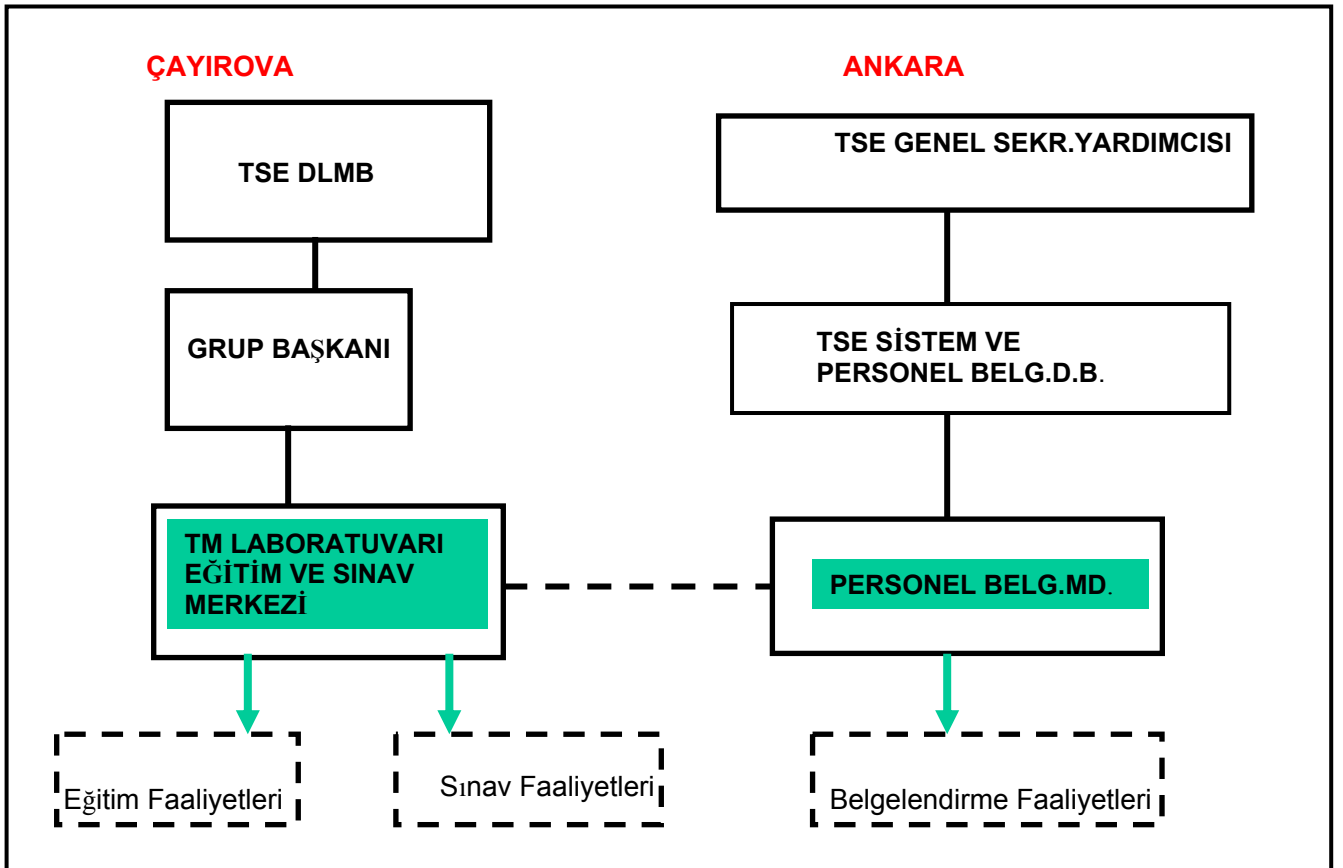 ÇAYIROVA
ANKARA
TSE DLMB
TSE GENEL SEKR.YARDIMCISI
GRUP BAŞKANI
TSE SİSTEM VE
PERSONEL BELG.D.B.
TM LABORATUVARI
EĞİTİM VE SINAV
MERKEZİ
PERSONEL BELG.MD.
Eğitim Faaliyetleri
Sınav Faaliyetleri
Belgelendirme Faaliyetleri